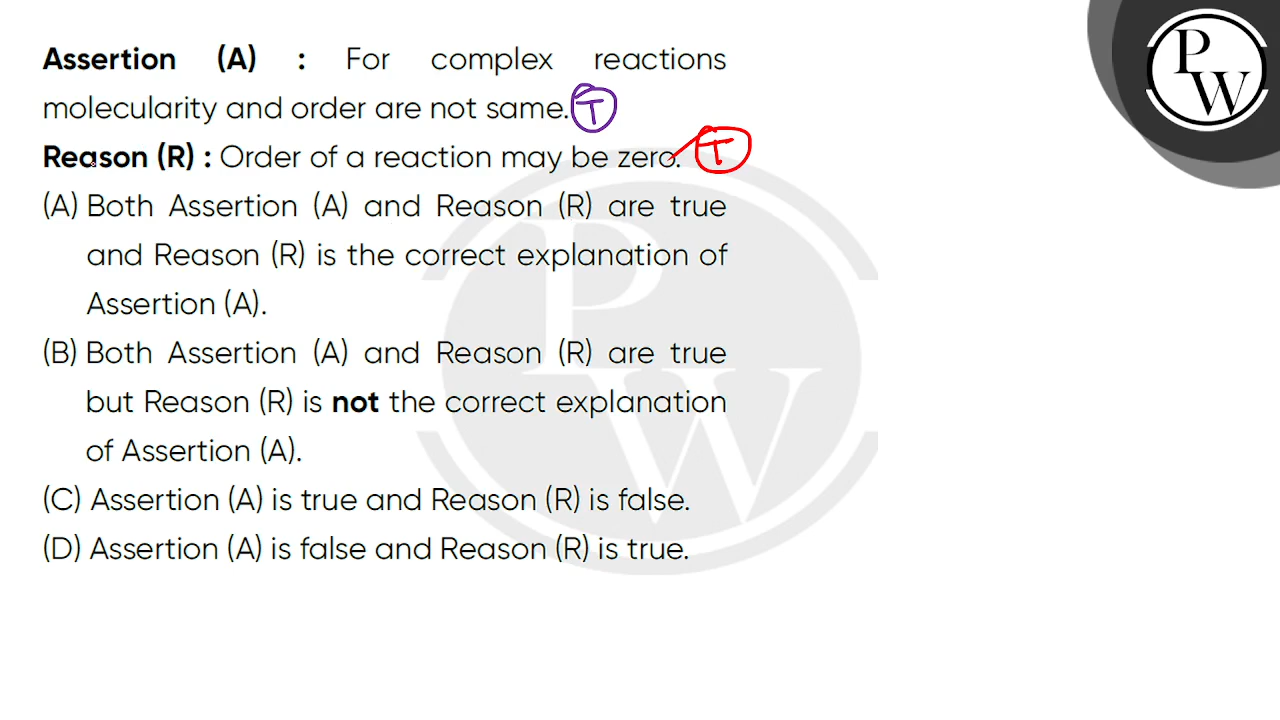 PW
Assertion (A) : For complex reactions
molecularity and order are not same. T
Reason (R) : Order of a reaction may be zero. T
(A) Both Assertion (A) and Reason (R) are true
and Reason (R) is the correct explanation of
Assertion (A).
(B) Both Assertion (A) and Reason (R) are true
but Reason (R) is not the correct explanation
of Assertion (A).
(C) Assertion (A) is true and Reason (R) is false.
(D) Assertion (A) is false and Reason (R) is true.
PW